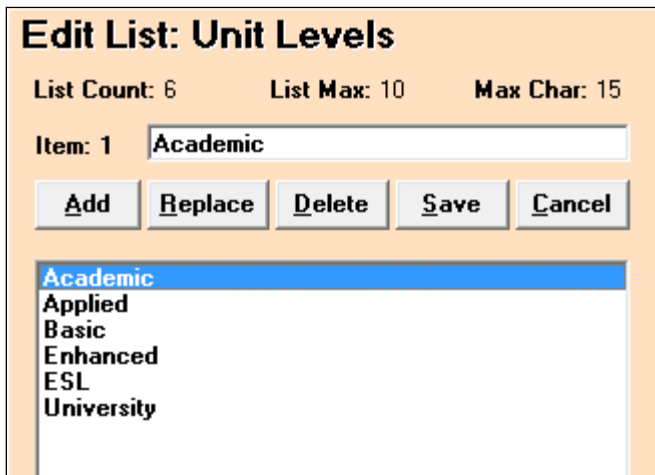 Edit List: Unit Levels
List Count: 6 List Max: 10 Max Char: 15
Item: 1 Academic
Add Replace Delete Save Cancel
Academic
Applied
Basic
Enhanced
ESL
University